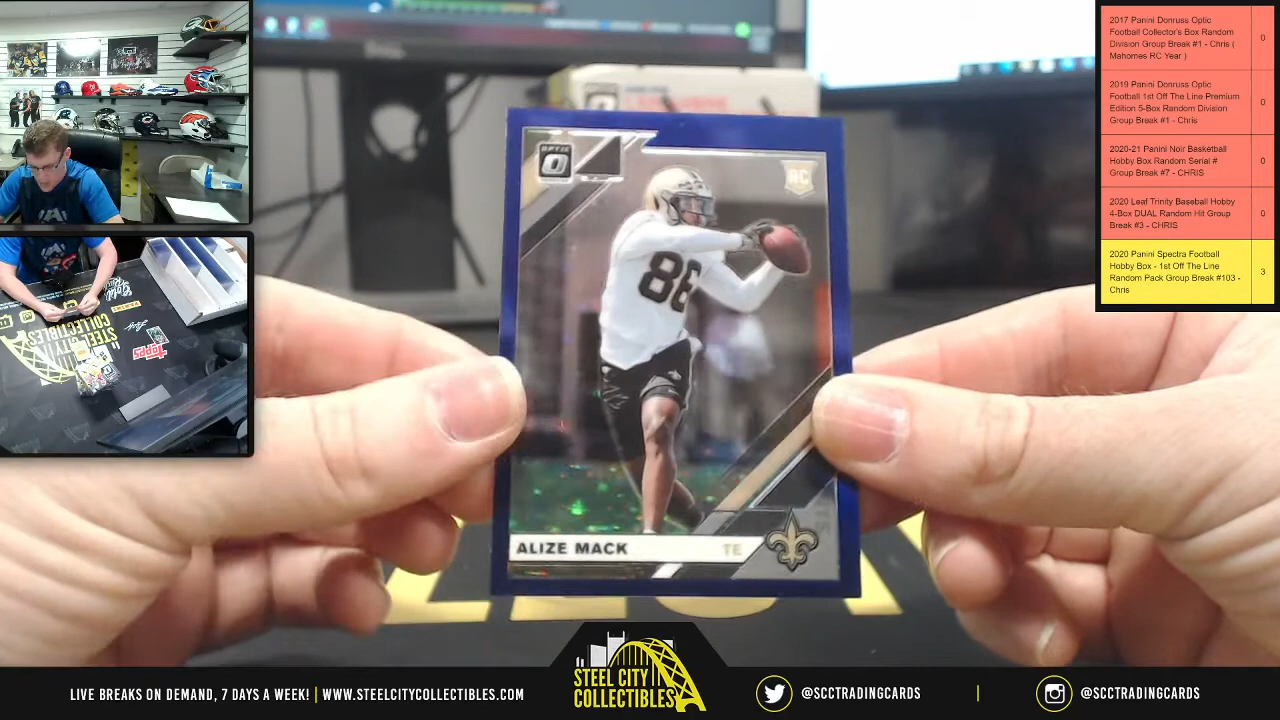 2017 Panini Donruss Optic
Football Collector's Box Random
Division Group Break #1 - Chris (
Mahomes RC Year )
0
2019 Panini Donruss Optic
Football 1st Off The Line Premium
Edition 5-Box Random Division
Group Break #1 - Chris
0
2020-21 Panini Noir Basketball
Hobby Box Random Serial #
Group Break #7 - CHRIS
0
2020 Leaf Trinity Baseball Hobby
4-Box DUAL Random Hit Group
Break #3 - CHRIS
0
2020 Panini Spectra Football
Hobby Box - 1st Off The Line
Random Pack Group Break #103 -
Chris
3
OPTIC
RC
86
ALIZE MACK
TE
Topps
STEEL CITY
COLLECTIBLES
LIVE BREAKS ON DEMAND, 7 DAYS A WEEK! | WWW.STEELCITYCOLLECTIBLES.COM
STEEL CITY
COLLECTIBLES
@SCCTRADINGCARDS
@SCCTRADINGCARDS